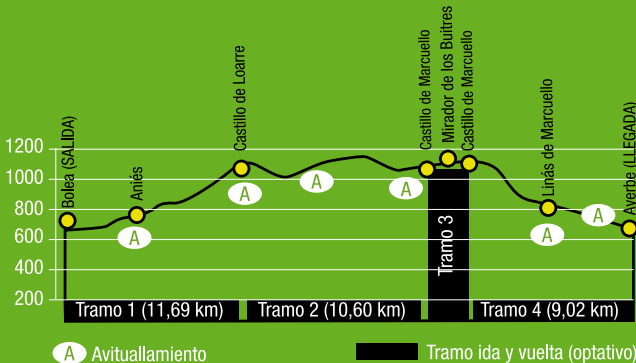 Bolea (SALIDA)
Aniés
Castillo de Loarre
Castillo de Marcuello
Mirador de los Buitres
Castillo de Marcuello
Linás de Marcuello
Ayerbe (LLEGADA)
1200
1000
800
600
400
200
A
A
A
A
A
A
Tramo 1 (11,69 km)
Tramo 2 (10,60 km)
Tramo 3
Tramo 4 (9,02 km)
A Avituallamiento
Tramo ida y vuelta (optativo)